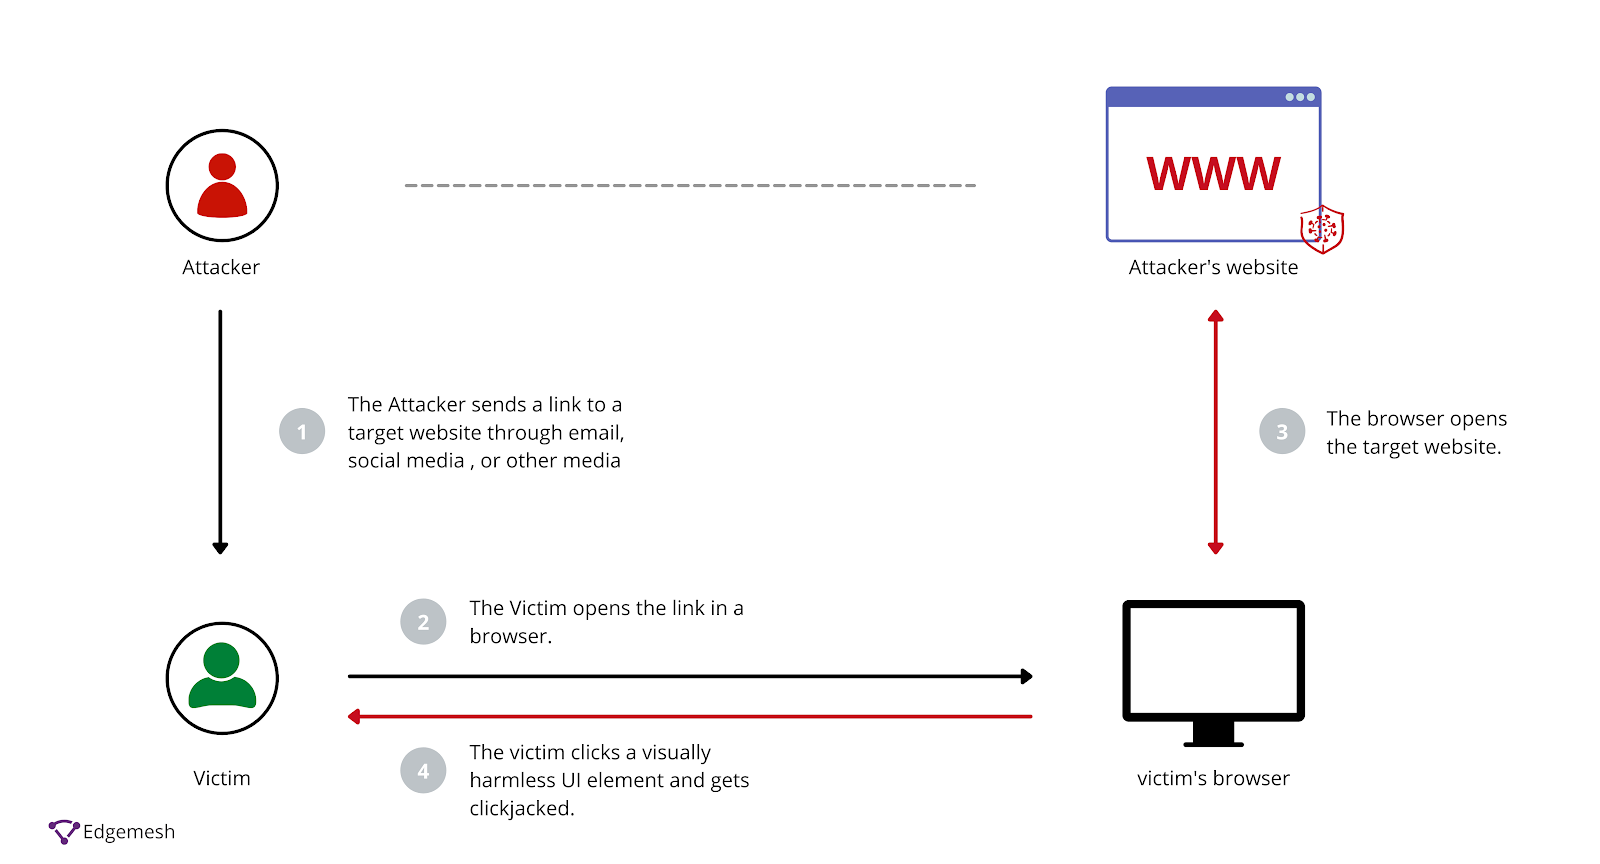 WWW
Attacker
Attacker's website
1
The Attacker sends a link to a
target website through email,
social media , or other media
3
The browser opens
the target website.
2
The Victim opens the link in a
browser.
4
The victim clicks a visually
harmless UI element and gets
clickjacked.
Victim
victim's browser
Edgemesh